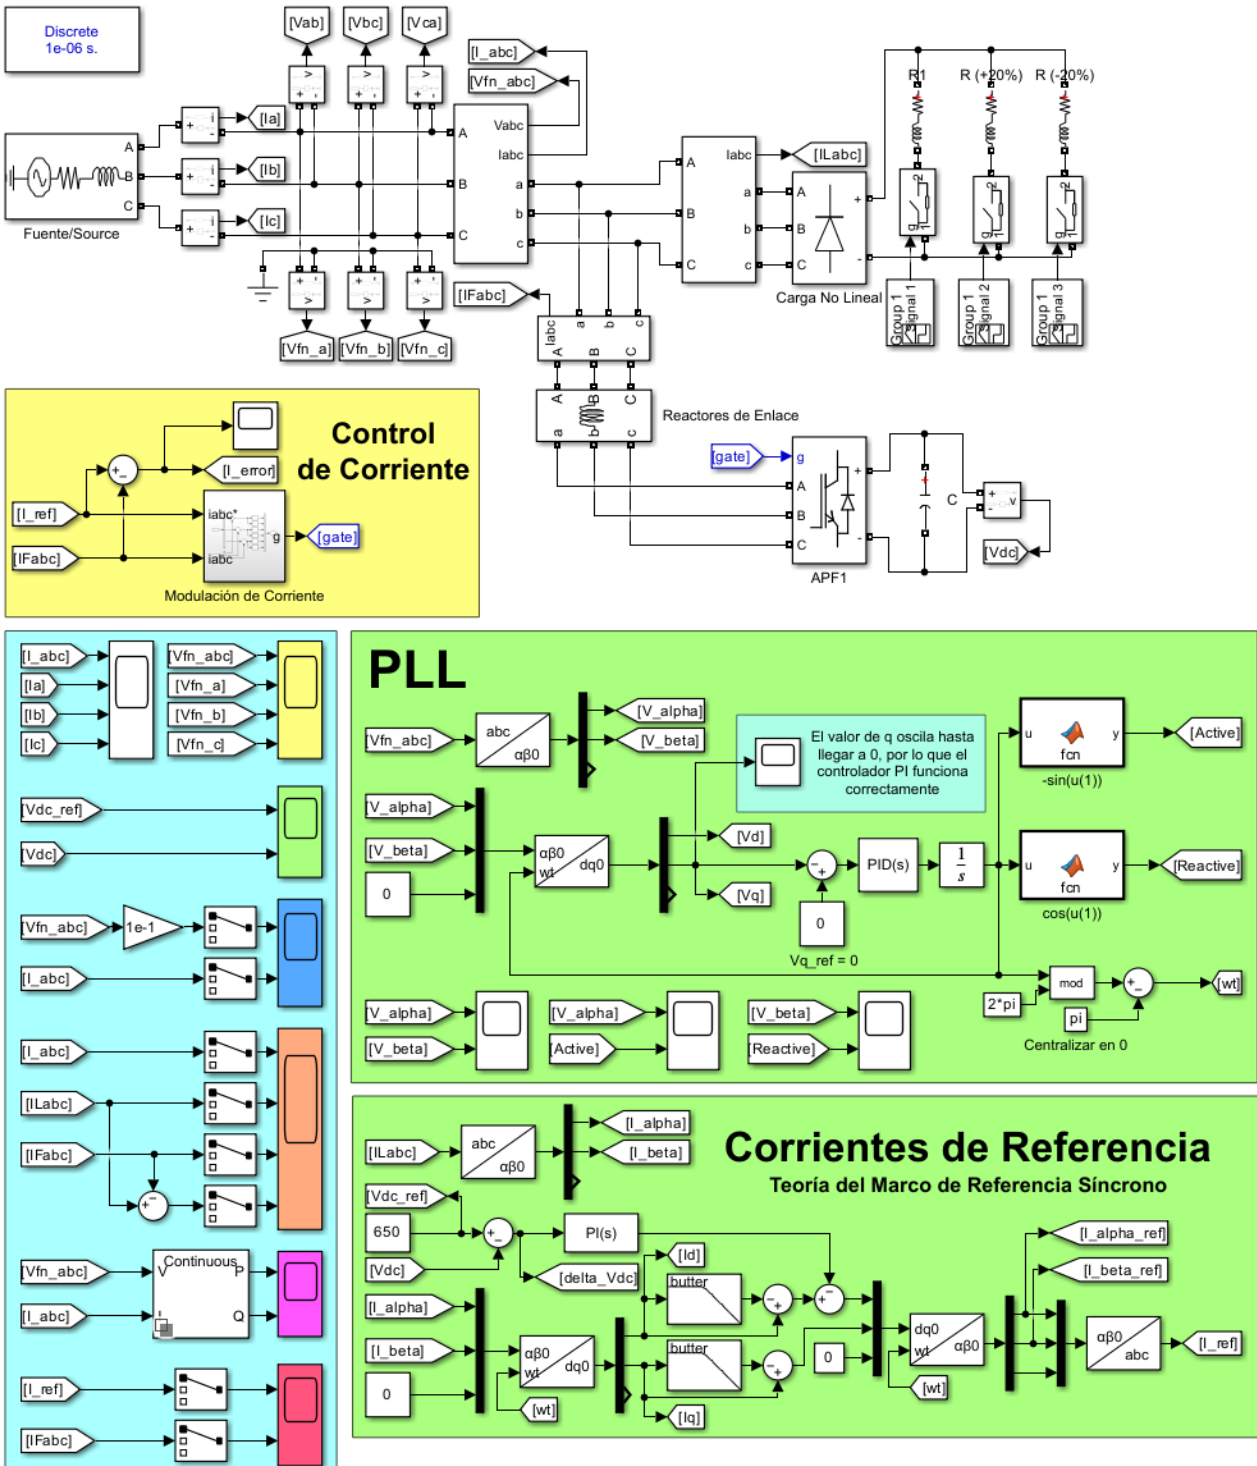 Discrete
1e-06 s.
[Vab]
[Vbc]
[Vca]
[I_abc]
[Vfn_abc]
R1
R (+20%)
R (-20%)
A
B
C
Fuente/Source
i
+
-
[Ia]
i
+
-
[Ib]
i
+
-
[Ic]
v
+ -
v
+ -
v
+ -
A
B
C
Vabc
Iabc
a
b
c
A
B
C
Iabc
a
b
c
[ILabc]
A
B
C
+
-
Carga No Lineal
g 1 2
g 1 2
g 1 2
Group 1
Signal 1
Group 1
Signal 2
Group 1
Signal 3
+ -
v
+ -
v
+ -
v
[Vfn_a]
[Vfn_b]
[Vfn_c]
[IFabc]
Iabc
a
b
c
A
B
C
A
B
C
a
b
c
Reactores de Enlace
[gate]
g
A
B
C
+
-
APF1
C
+
-
v
[Vdc]
Control
de Corriente
[I_error]
[I_ref]
[IFabc]
iabc*
iabc
g
[gate]
Modulación de Corriente
[I_abc]
[Ia]
[Ib]
[Ic]
[Vfn_abc]
[Vfn_a]
[Vfn_b]
[Vfn_c]
[Vdc_ref]
[Vdc]
[Vfn_abc]
1e-1
[I_abc]
[I_abc]
[ILabc]
[IFabc]
[Vfn_abc]
[I_abc]
Continuous
V
I
P
Q
[I_ref]
[IFabc]
PLL
[Vfn_abc]
abc
αβ0
[V_alpha]
[V_beta]
El valor de q oscila hasta
llegar a 0, por lo que el
controlador PI funciona
correctamente
[V_alpha]
[V_beta]
0
αβ0
wt
dq0
[Vd]
[Vq]
0
Vq_ref = 0
PID(s)
1
s
u
fcn
y
-sin(u(1))
[Active]
u
fcn
y
cos(u(1))
[Reactive]
2*pi
mod
pi
Centralizar en 0
[wt]
[V_alpha]
[V_beta]
[V_alpha]
[Active]
[V_beta]
[Reactive]
Corrientes de Referencia
Teoría del Marco de Referencia Síncrono
[ILabc]
abc
αβ0
[I_alpha]
[I_beta]
[Vdc_ref]
650
[Vdc]
PI(s)
[delta_Vdc]
[I_alpha]
[I_beta]
0
αβ0
wt
dq0
[wt]
[Id]
butter
butter
[Iq]
0
dq0
wt
αβ0
[wt]
[I_alpha_ref]
[I_beta_ref]
αβ0
abc
[I_ref]